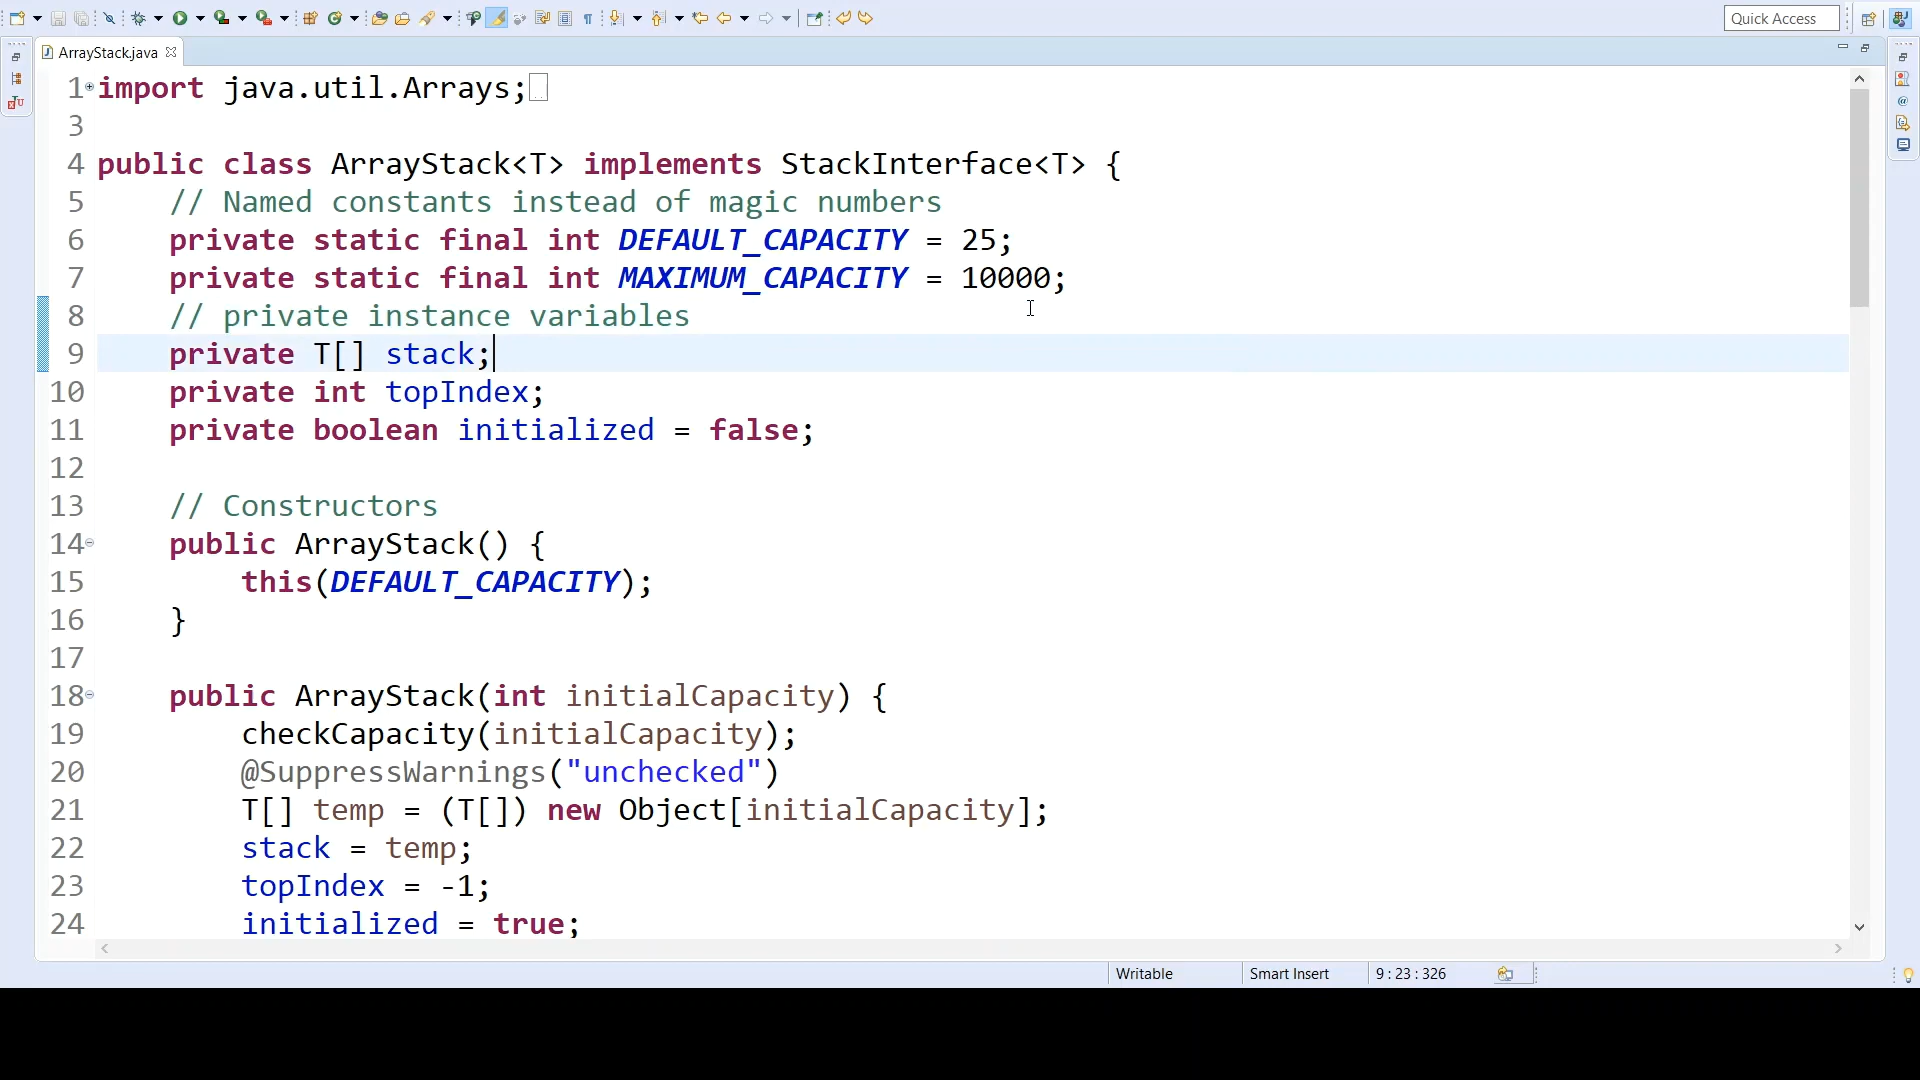 Quick Access
ArrayStack.java
1 import java.util.Arrays;
3
4 public class ArrayStack<T> implements StackInterface<T> {
5 // Named constants instead of magic numbers
6 private static final int DEFAULT_CAPACITY = 25;
7 private static final int MAXIMUM_CAPACITY = 10000;
8 // private instance variables
9 private T[] stack;
10 private int topIndex;
11 private boolean initialized = false;
12
13 // Constructors
14 public ArrayStack() {
15 this(DEFAULT_CAPACITY);
16 }
17
18 public ArrayStack(int initialCapacity) {
19 checkCapacity(initialCapacity);
20 @SuppressWarnings("unchecked")
21 T[] temp = (T[]) new Object[initialCapacity];
22 stack = temp;
23 topIndex = -1;
24 initialized = true;
Writable Smart Insert 9 : 23 : 326